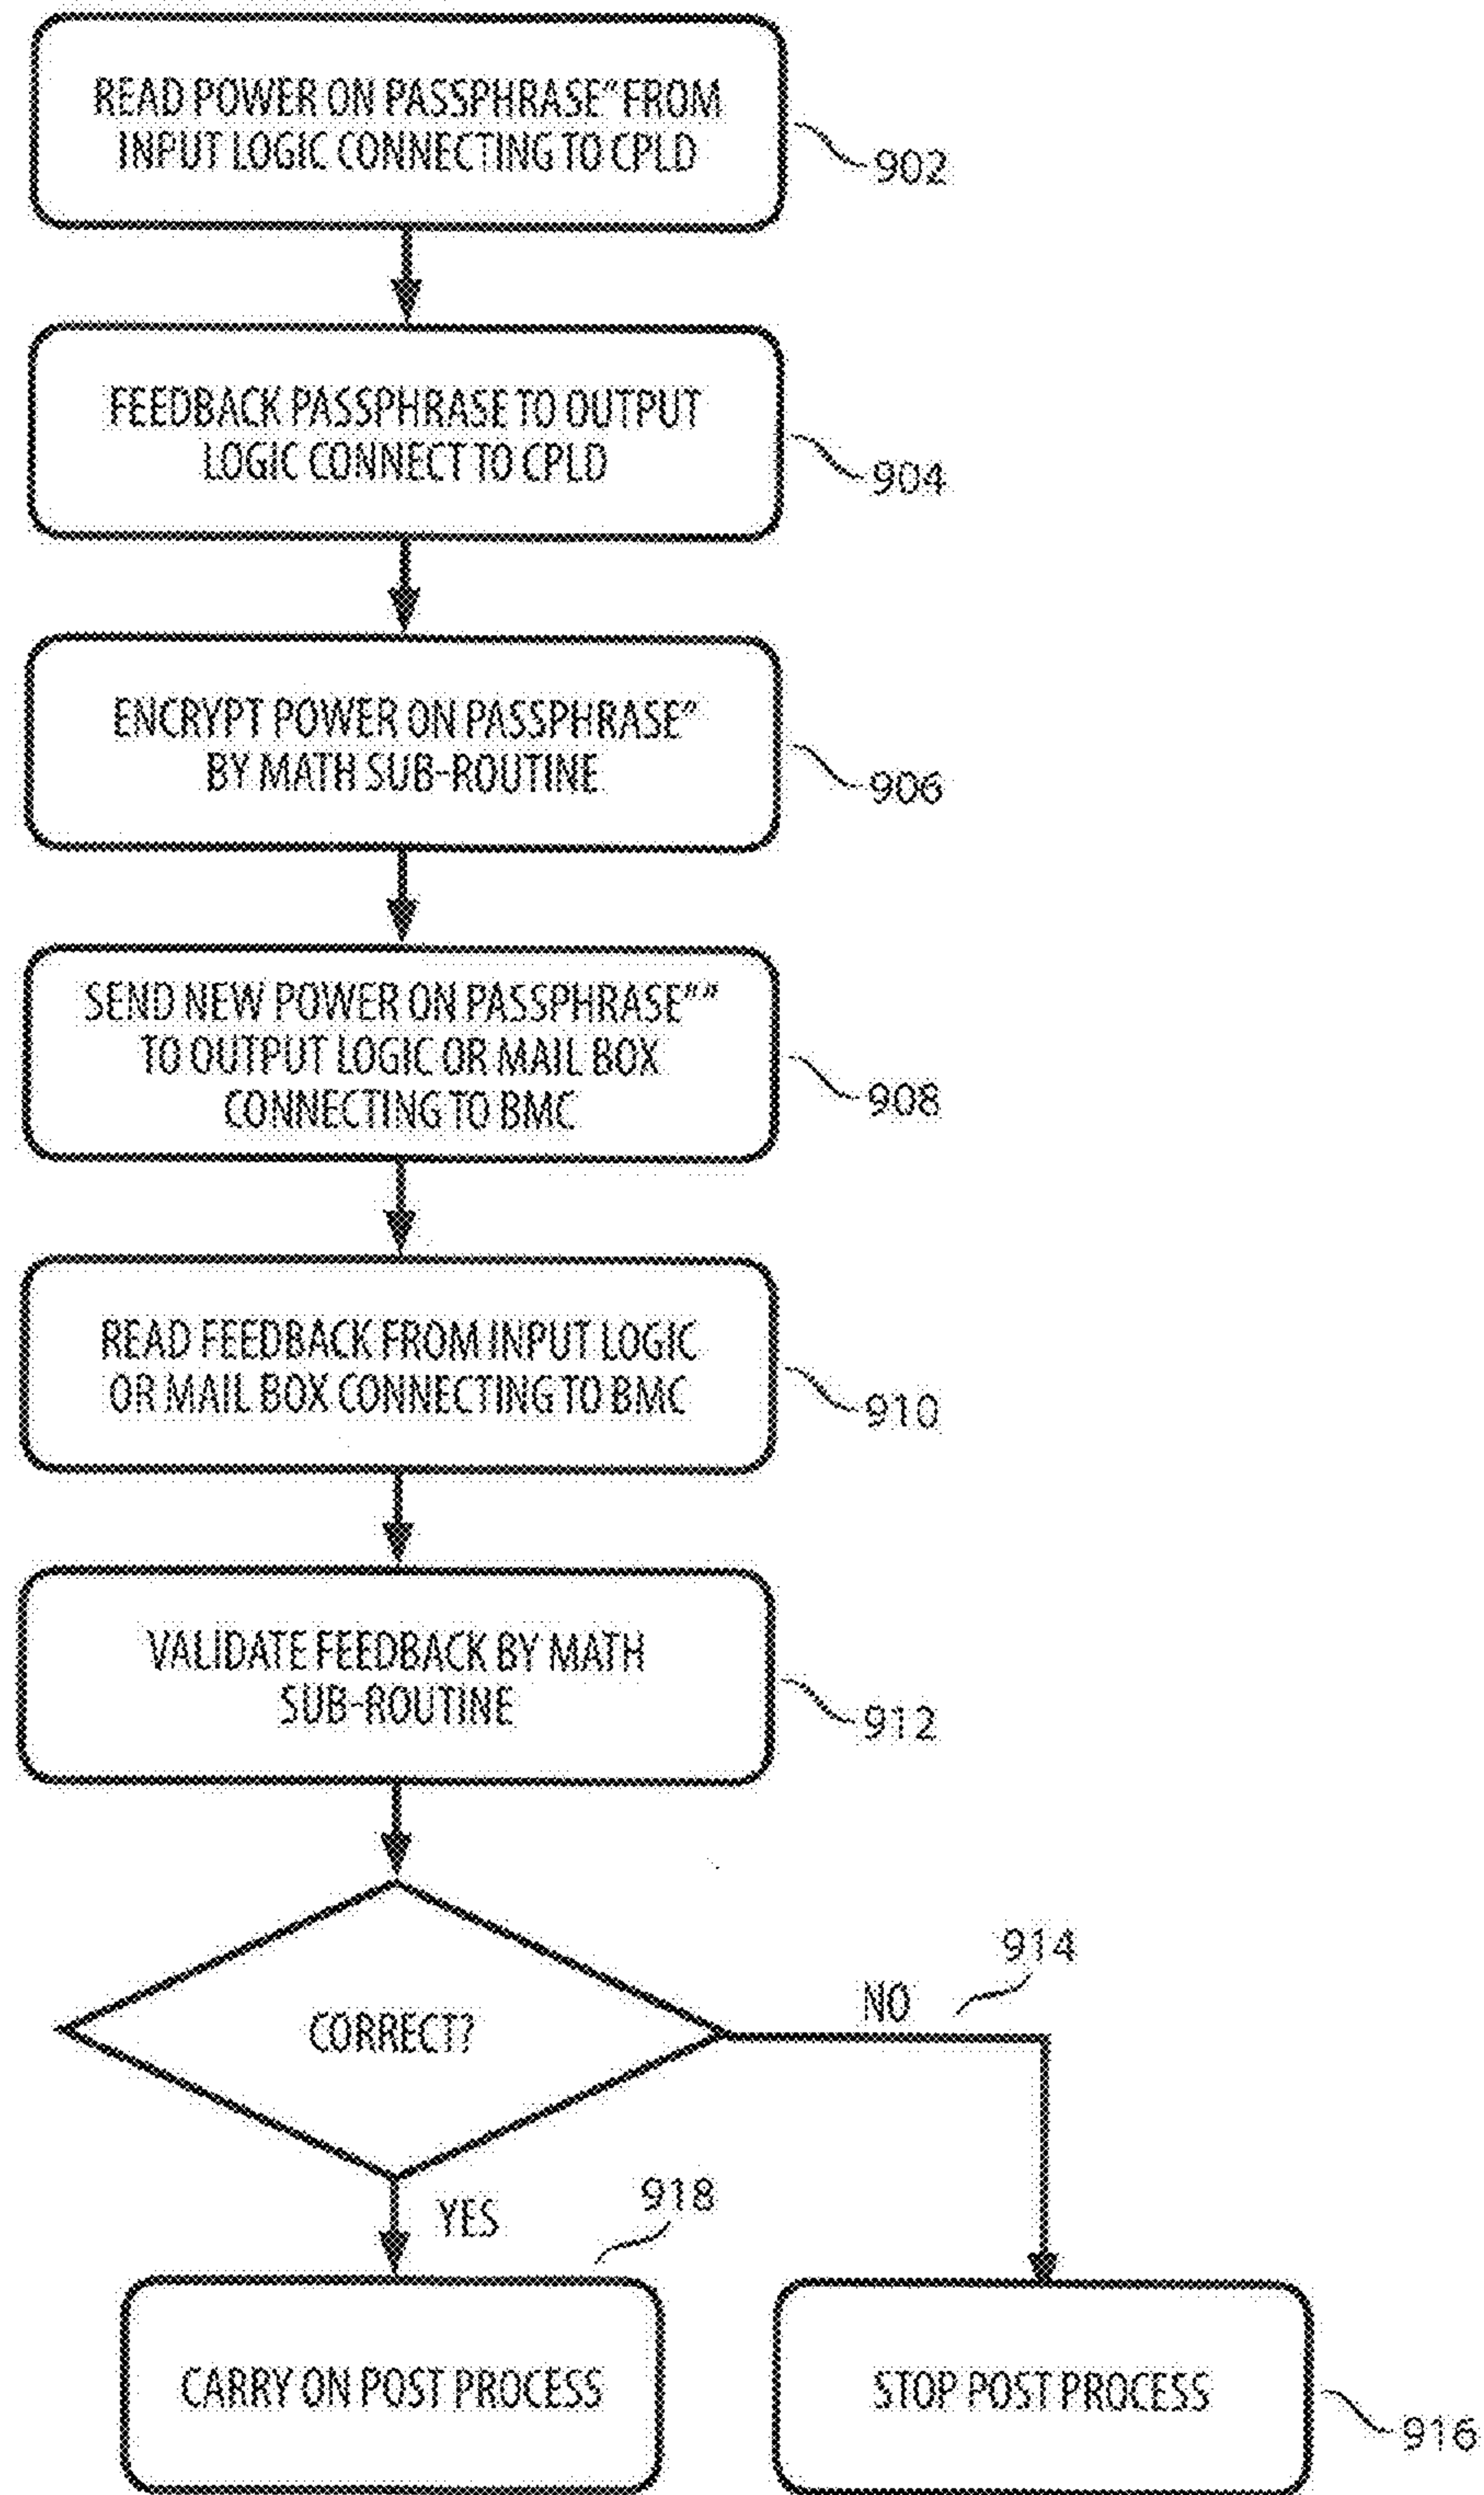 READ POWER ON PASSPHRASE" FROM
INPUT LOGIC CONNECTING TO CPLD
902
FEEDBACK PASSPHRASE TO OUTPUT
LOGIC CONNECT TO CPLD
904
ENCRYPT POWER ON PASSPHRASE"
BY MATH SUB-ROUTINE
906
SEND NEW POWER ON PASSPHRASE""
TO OUTPUT LOGIC OR MAIL BOX
CONNECTING TO BMC
908
READ FEEDBACK FROM INPUT LOGIC
OR MAIL BOX CONNECTING TO BMC
910
VALIDATE FEEDBACK BY MATH
SUB-ROUTINE
912
CORRECT?
NO
914
YES
918
CARRY ON POST PROCESS
STOP POST PROCESS
916